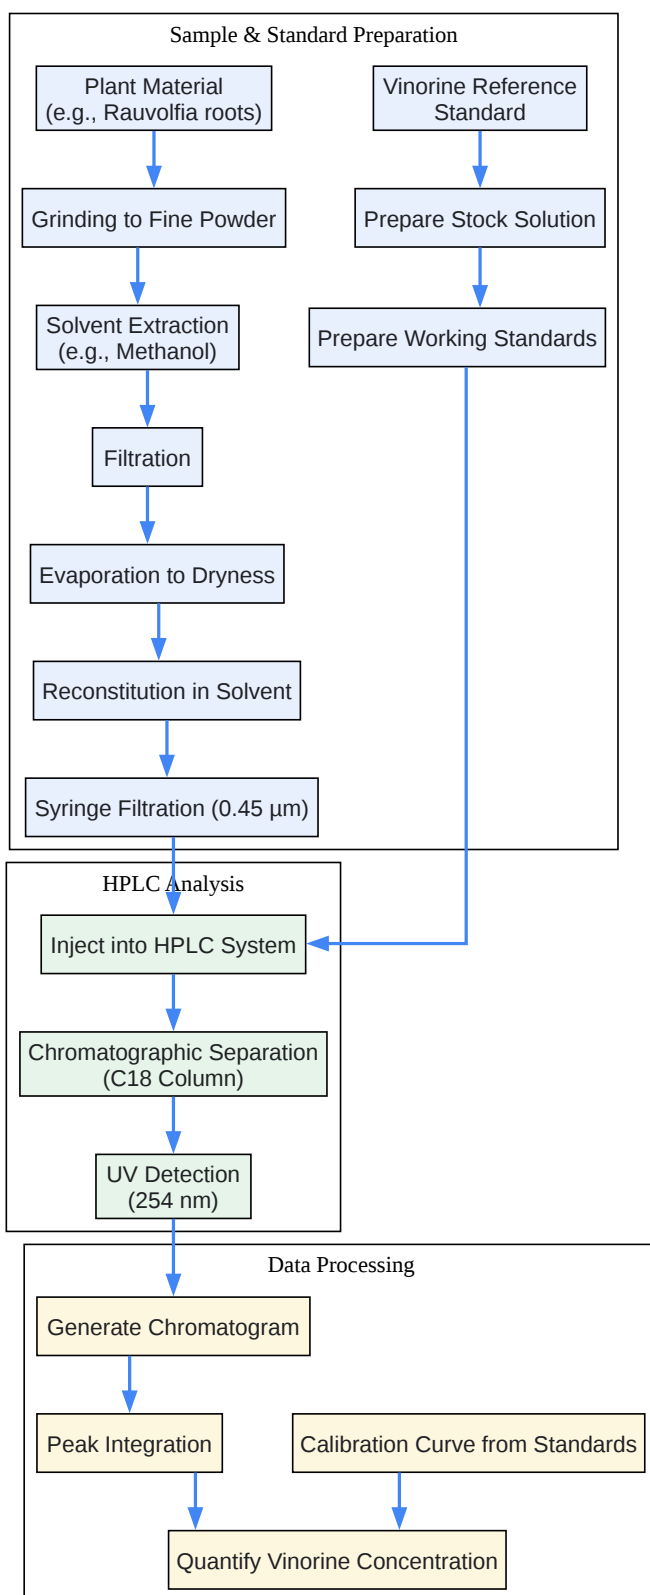 Sample & Standard Preparation
Plant Material
(e.g., Rauvolfia roots)
Vinorine Reference
Standard
Grinding to Fine Powder
Prepare Stock Solution
Solvent Extraction
(e.g., Methanol)
Prepare Working Standards
Filtration
Evaporation to Dryness
Reconstitution in Solvent
Syringe Filtration (0.45 µm)
HPLC Analysis
Inject into HPLC System
Chromatographic Separation
(C18 Column)
UV Detection
(254 nm)
Data Processing
Generate Chromatogram
Peak Integration
Calibration Curve from Standards
Quantify Vinorine Concentration